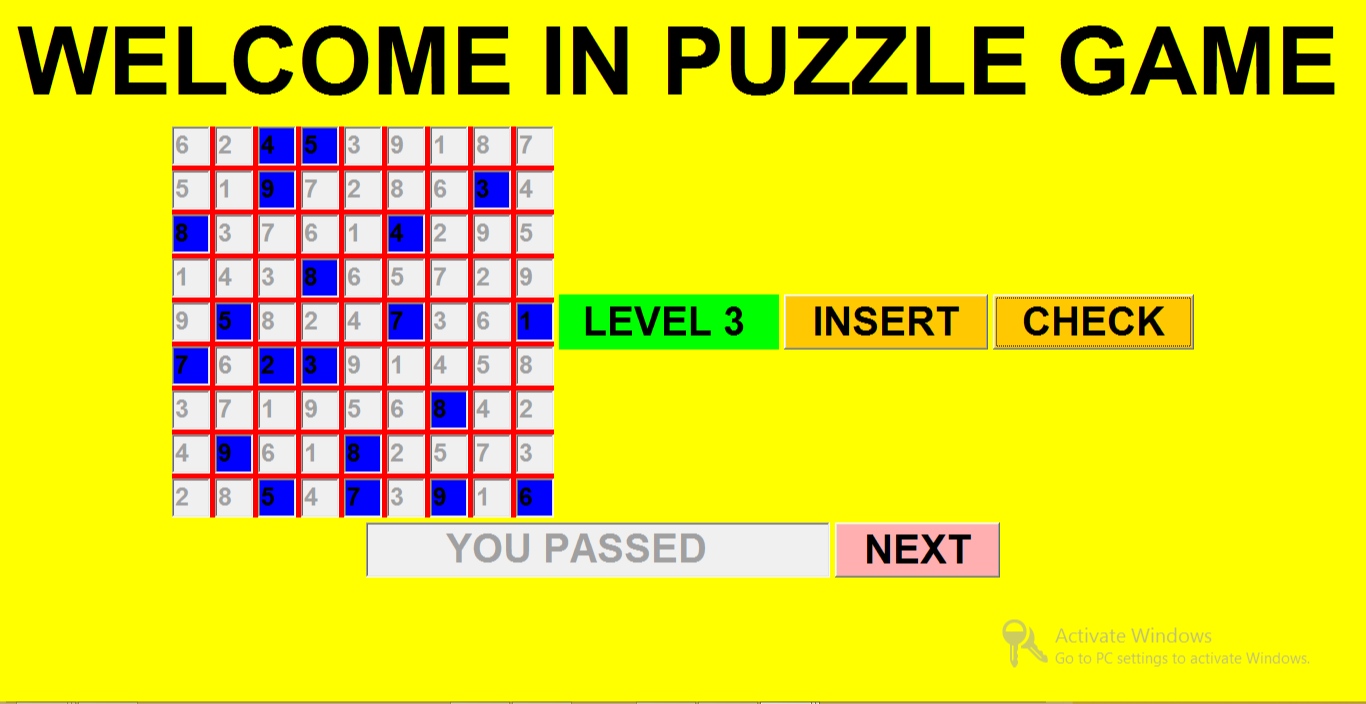 WELCOME IN PUZZLE GAME
6 2 4 5 3 9 1 8 7
5 1 9 7 2 8 6 3 4
8 3 7 6 1 4 2 9 5
1 4 3 8 6 5 7 2 9
9 5 8 2 4 7 3 6 1
LEVEL 3 INSERT CHECK
7 6 2 3 9 1 4 5 8
3 7 1 9 5 6 8 4 2
4 9 6 1 8 2 5 7 3
2 8 5 4 7 3 9 1 6
YOU PASSED NEXT
Activate Windows
Go to PC settings to activate Windows.